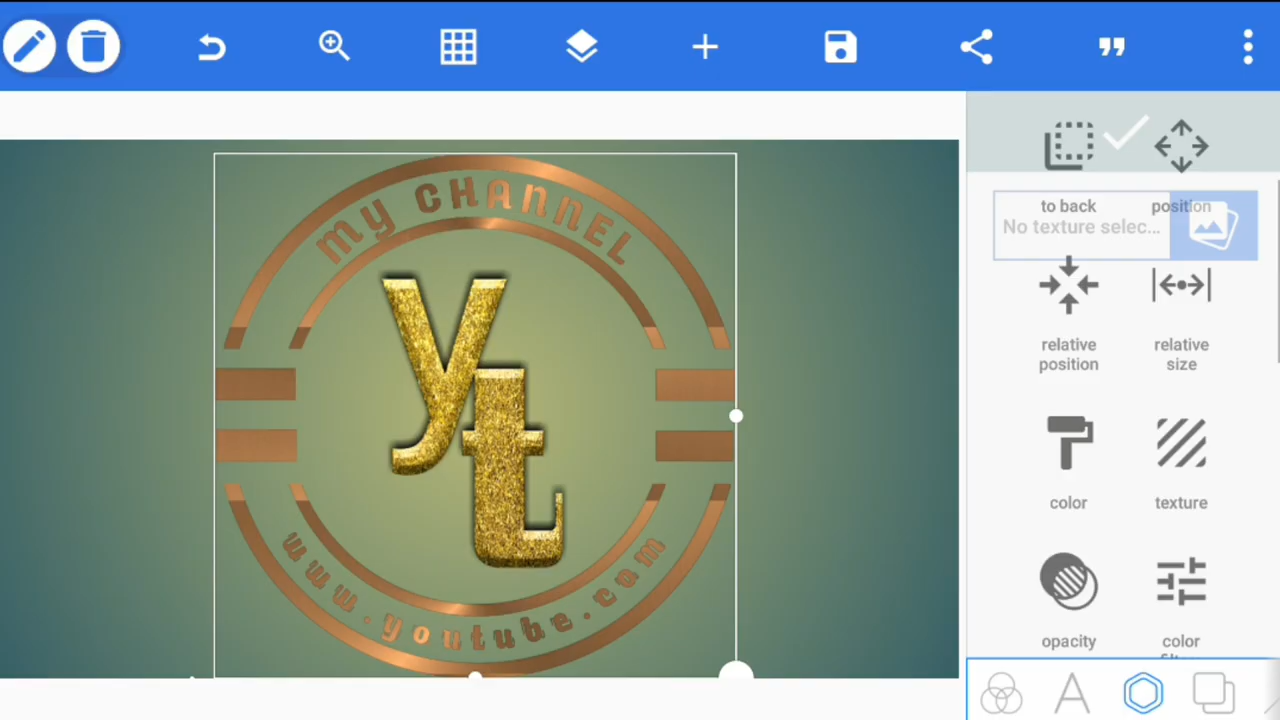 to back
position
No texture selec...
relative
position
relative
size
color
texture
opacity
color
my CHANNEL
yt
www.youtube.com